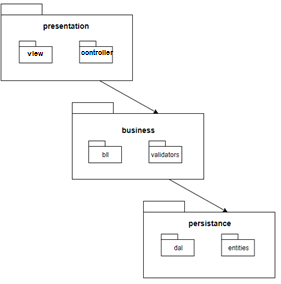 presentation
view controller
business
bll validators
persistance
dal entities